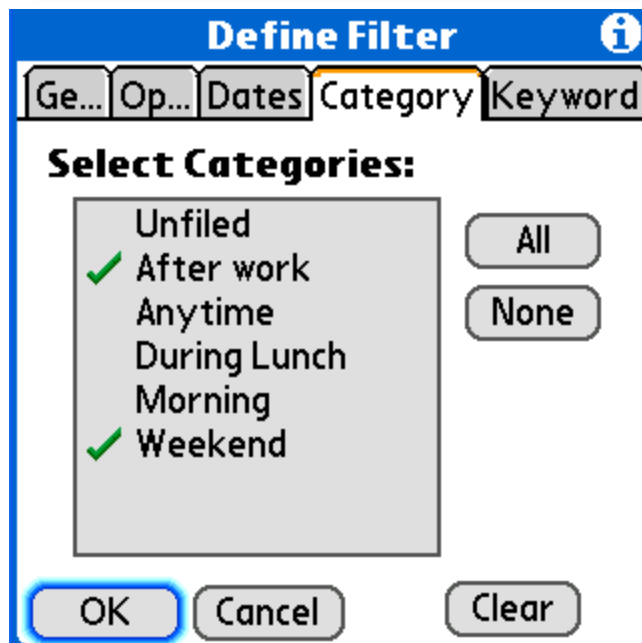 Define Filter
Ge... Op... Dates Category Keyword
Select Categories:
Unfiled
After work
Anytime
During Lunch
Morning
Weekend
All
None
OK Cancel Clear